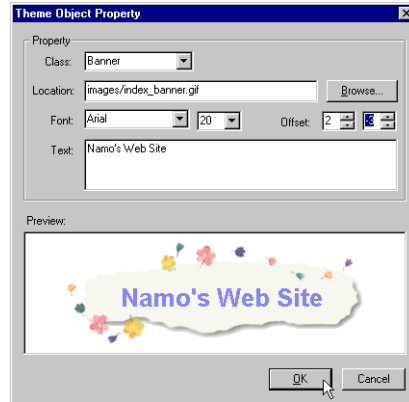 Theme Object Property
Property
Class: Banner
Location: images/index_banner.gif Browse...
Font: Arial 20 Offset: 2 -3
Text: Namo's Web Site
Preview:
Namo's Web Site
OK Cancel